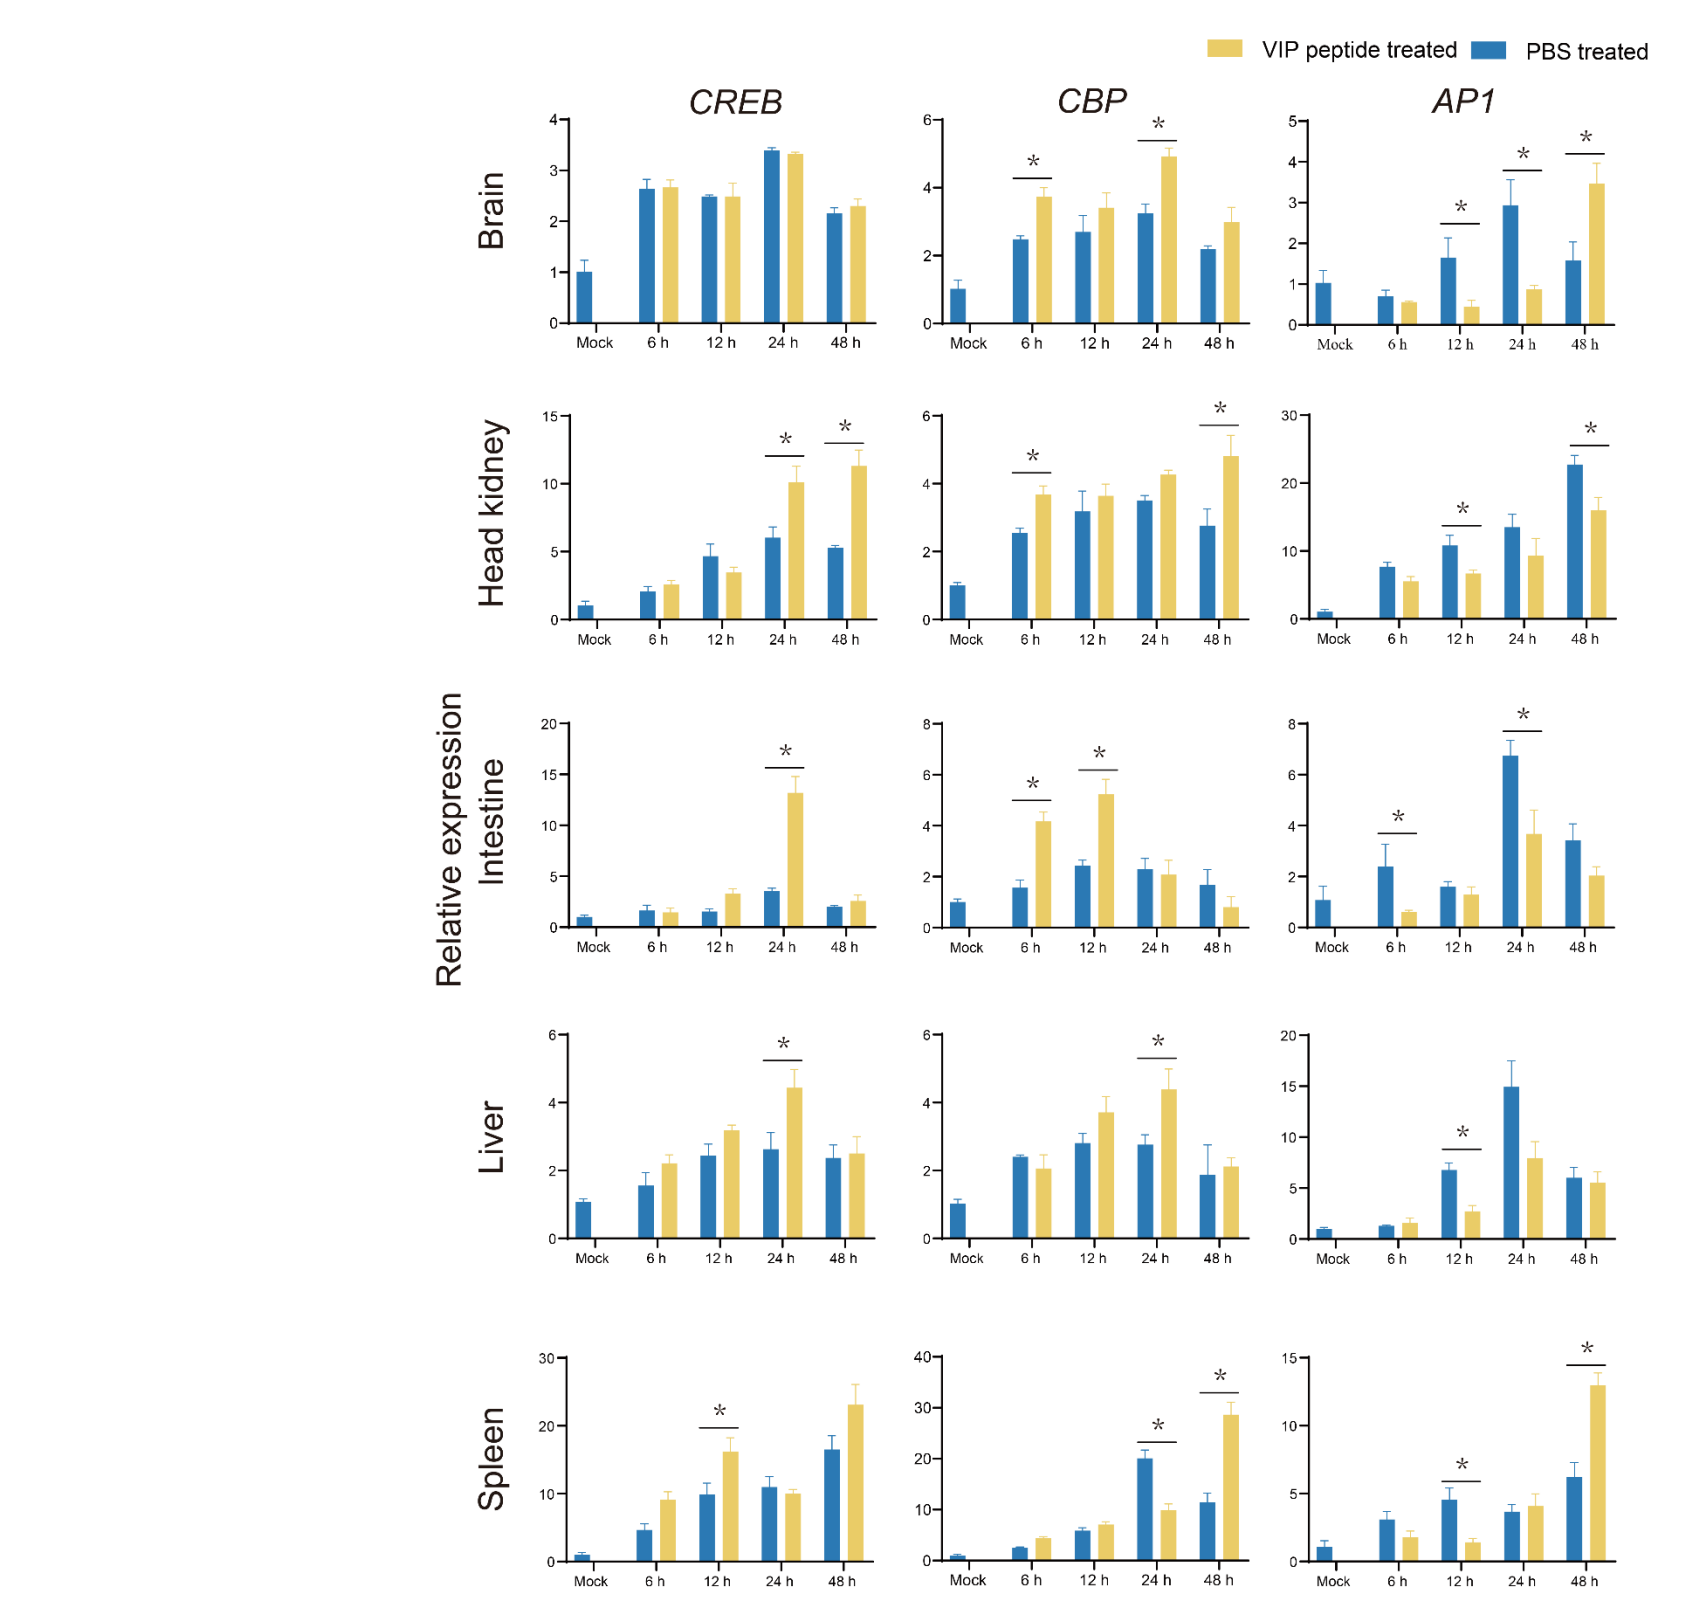 VIP peptide treated PBS treated
CREB CBP AP1
Relative expression
Brain
4 3 2 1 0
Mock 6 h 12 h 24 h 48 h
*
*
6 4 2 0
Mock 6 h 12 h 24 h 48 h
*
*
*
5 4 3 2 1 0
Mock 6 h 12 h 24 h 48 h
Head kidney
*
*
15 10 5 0
Mock 6 h 12 h 24 h 48 h
*
*
6 4 2 0
Mock 6 h 12 h 24 h 48 h
*
*
30 20 10 0
Mock 6 h 12 h 24 h 48 h
Intestine
*
20 15 10 5 0
Mock 6 h 12 h 24 h 48 h
*
*
8 6 4 2 0
Mock 6 h 12 h 24 h 48 h
*
*
8 6 4 2 0
Mock 6 h 12 h 24 h 48 h
Liver
*
6 4 2 0
Mock 6 h 12 h 24 h 48 h
*
6 4 2 0
Mock 6 h 12 h 24 h 48 h
*
20 15 10 5 0
Mock 6 h 12 h 24 h 48 h
Spleen
*
30 20 10 0
Mock 6 h 12 h 24 h 48 h
*
*
40 30 20 10 0
Mock 6 h 12 h 24 h 48 h
*
*
15 10 5 0
Mock 6 h 12 h 24 h 48 h